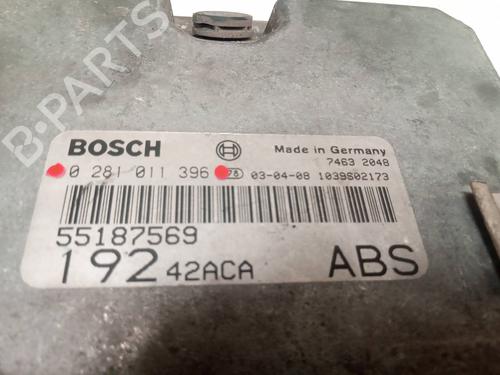 B-PARTS
BOSCH
Made in Germany
7463 2048
0 281 011 396
78 03-04-08 1039S02173
55187569
192 42ACA ABS